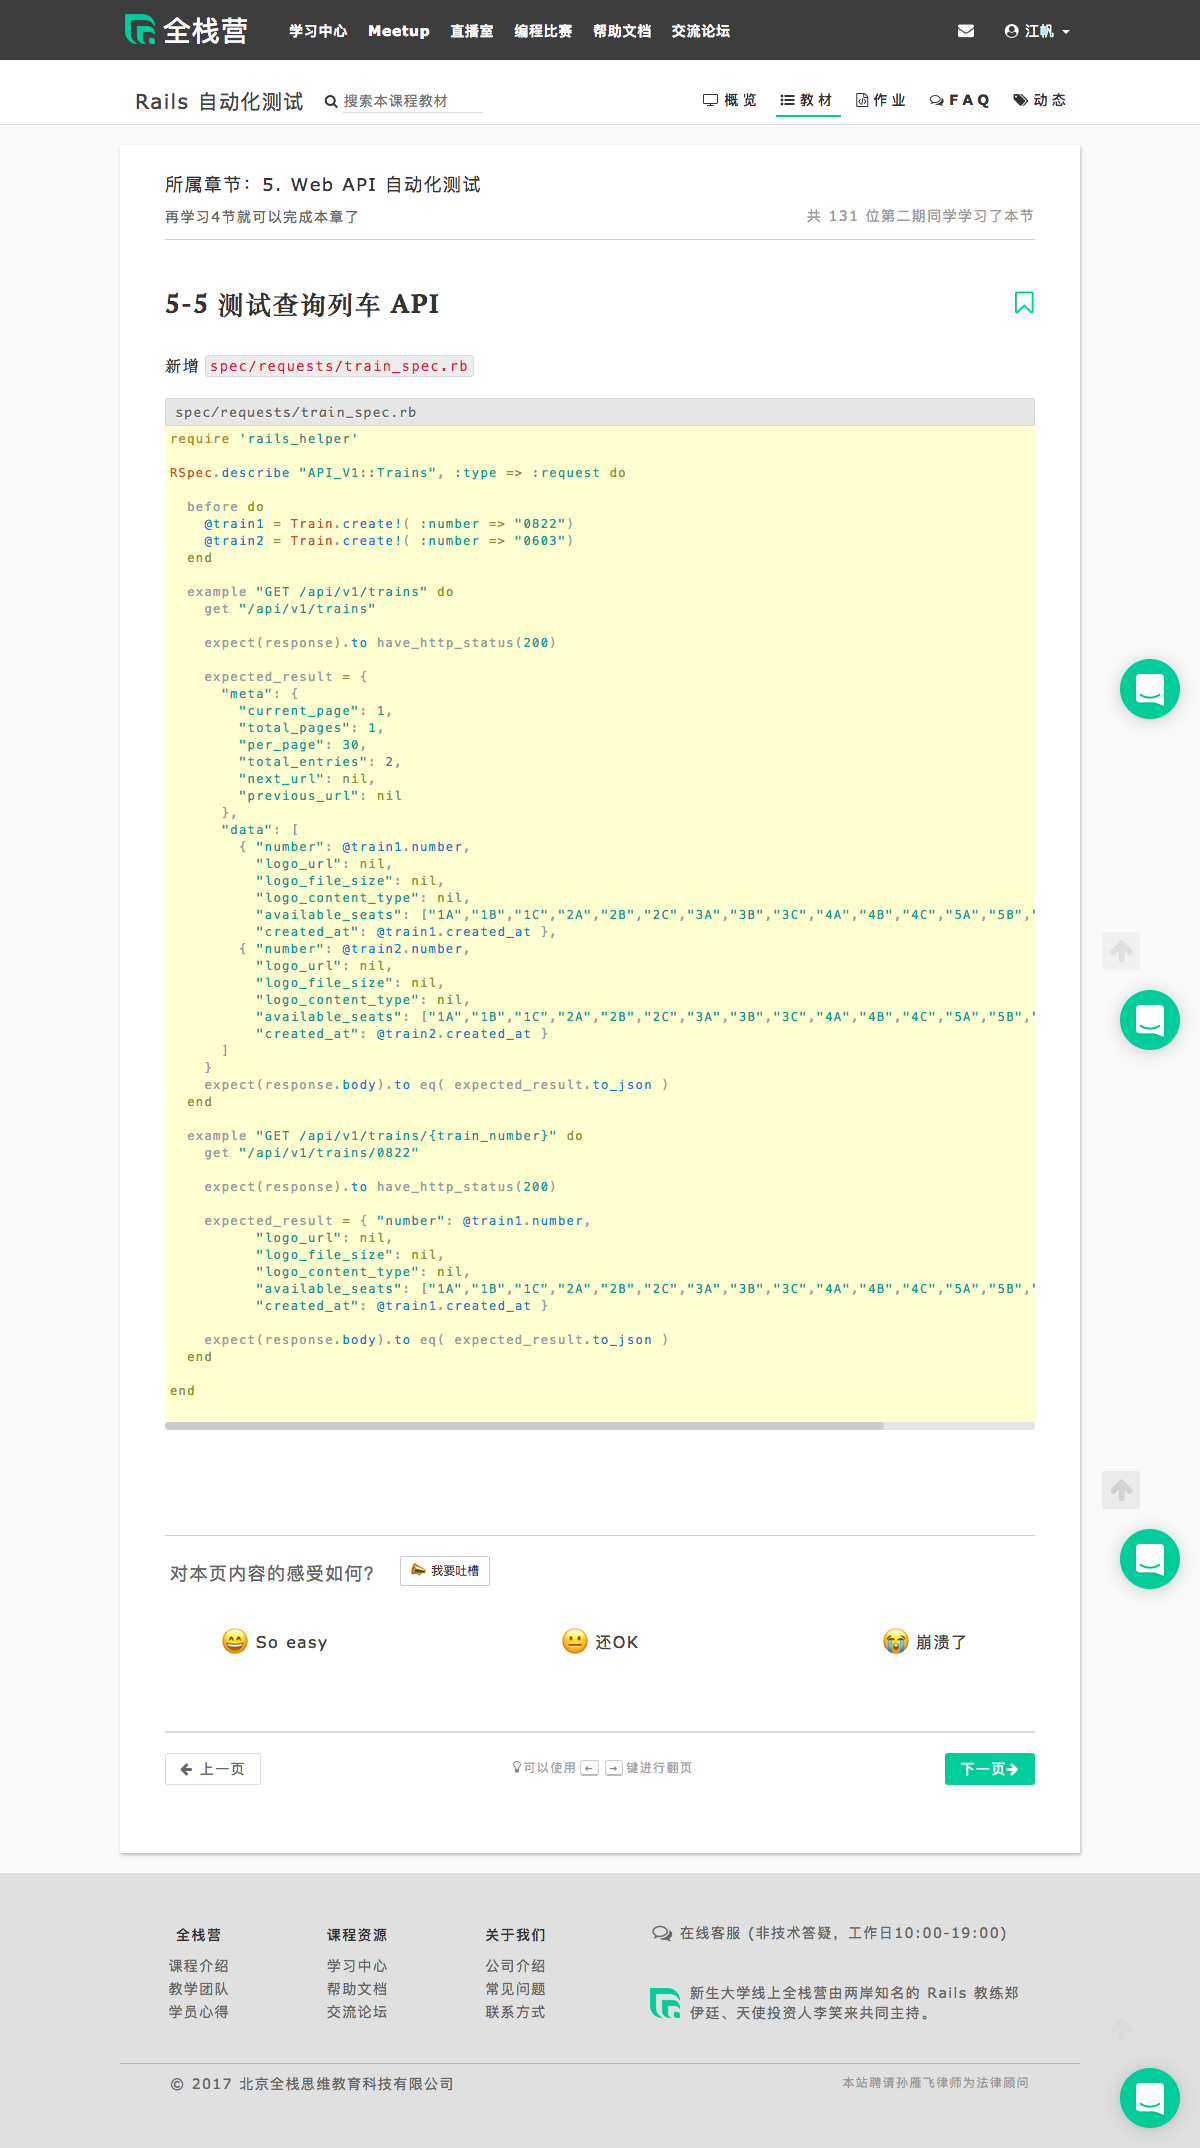 全栈营 学习中心 Meetup 直播室 编程比赛 帮助文档 交流论坛 江帆
Rails 自动化测试 搜索本课程教材 概览 教材 作业 FAQ 动态
所属章节：5. Web API 自动化测试
再学习4节就可以完成本章了 共 131 位第二期同学学习了本节
5-5 测试查询列车 API
新增 spec/requests/train_spec.rb
spec/requests/train_spec.rb
require 'rails_helper'
RSpec.describe "API_V1::Trains", :type => :request do
before do
@train1 = Train.create!( :number => "0822")
@train2 = Train.create!( :number => "0603")
end
example "GET /api/v1/trains" do
get "/api/v1/trains"
expect(response).to have_http_status(200)
expected_result = {
"meta": {
"current_page": 1,
"total_pages": 1,
"per_page": 30,
"total_entries": 2,
"next_url": nil,
"previous_url": nil
},
"data": [
{ "number": @train1.number,
"logo_url": nil,
"logo_file_size": nil,
"logo_content_type": nil,
"available_seats": ["1A","1B","1C","2A","2B","2C","3A","3B","3C","4A","4B","4C","5A","5B","
"created_at": @train1.created_at },
{ "number": @train2.number,
"logo_url": nil,
"logo_file_size": nil,
"logo_content_type": nil,
"available_seats": ["1A","1B","1C","2A","2B","2C","3A","3B","3C","4A","4B","4C","5A","5B","
"created_at": @train2.created_at }
]
}
expect(response.body).to eq( expected_result.to_json )
end
example "GET /api/v1/trains/{train_number}" do
get "/api/v1/trains/0822"
expect(response).to have_http_status(200)
expected_result = { "number": @train1.number,
"logo_url": nil,
"logo_file_size": nil,
"logo_content_type": nil,
"available_seats": ["1A","1B","1C","2A","2B","2C","3A","3B","3C","4A","4B","4C","5A","5B","
"created_at": @train1.created_at }
expect(response.body).to eq( expected_result.to_json )
end
end
对本页内容的感受如何? 我要吐槽
So easy 还OK 崩溃了
上一页 可以使用 ← → 键进行翻页 下一页
全栈营 课程资源 关于我们 在线客服 (非技术答疑，工作日10:00-19:00)
课程介绍 学习中心 公司介绍
教学团队 帮助文档 常见问题 新生大学线上全栈营由两岸知名的 Rails 教练郑
学员心得 交流论坛 联系方式 伊廷、天使投资人李笑来共同主持。
© 2017 北京全栈思维教育科技有限公司 本站聘请孙雁飞律师为法律顾问